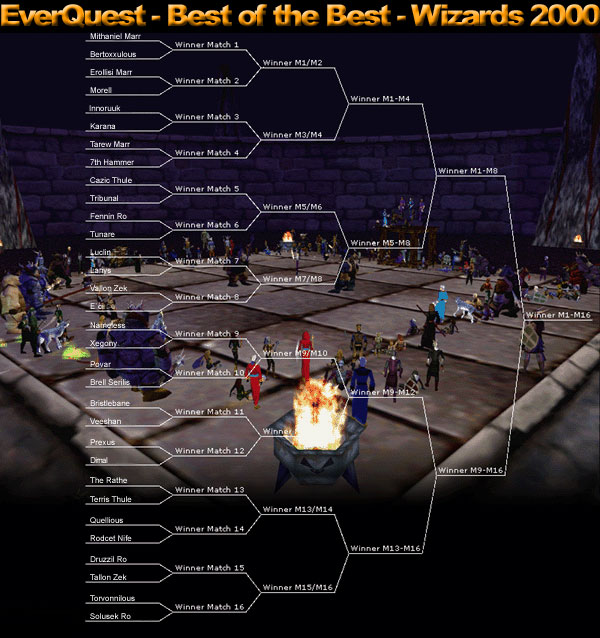 EverQuest - Best of the Best - Wizards 2000
Mithaniel Marr
Winner Match 1
Bertoxxulous
Winner M1/M2
Erollisi Marr
Winner Match 2
Morell
Winner M1-M4
Innoruuk
Winner Match 3
Karana
Winner M3/M4
Tarew Marr
Winner Match 4
7th Hammer
Winner M1-M8
Cazic Thule
Winner Match 5
Tribunal
Winner M5/M6
Fennin Ro
Winner Match 6
Tunare
Winner M5-M8
Luclin
Winner Match 7
Lanys
Winner M7/M8
Vallon Zek
Winner Match 8
E'ci
Winner M1-M16
Nameless
Winner Match 9
Xegony
Winner M9/M10
Povar
Winner Match 10
Brell Serilis
Winner M9-M12
Bristlebane
Winner Match 11
Veeshan
Winner
Prexus
Winner Match 12
Dinal
Winner M9-M16
The Rathe
Winner Match 13
Terris Thule
Winner M13/M14
Quellious
Winner Match 14
Rodcet Nife
Winner M13-M16
Druzzil Ro
Winner Match 15
Tallon Zek
Winner M15/M16
Torvonnilous
Winner Match 16
Solusek Ro